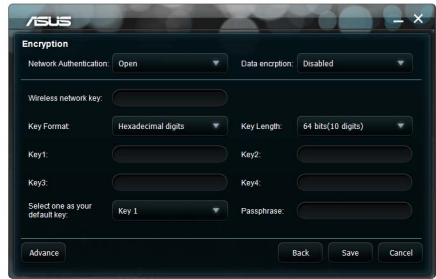 ASUS
Encryption
Network Authentication: Open Data encrption: Disabled
Wireless network key:
Key Format: Hexadecimal digits Key Length: 64 bits(10 digits)
Key1: Key2:
Key3: Key4:
Select one as your
default key: Key 1 Passphrase:
Advance Back Save Cancel